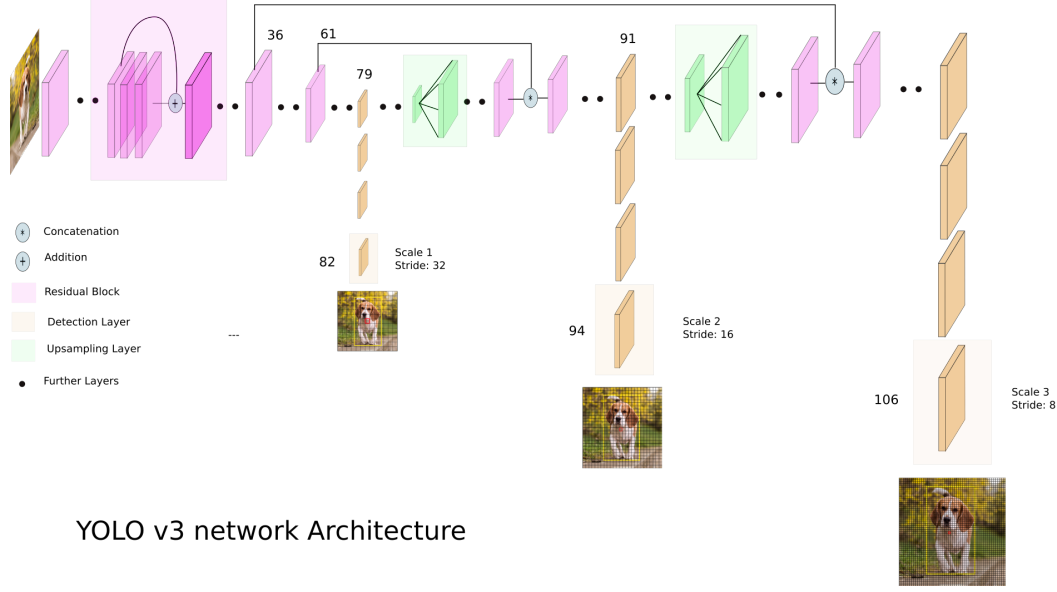 36
61
91
79
Concatenation
Addition
Residual Block
Detection Layer
Upsampling Layer
Further Layers
---
82
Scale 1
Stride: 32
94
Scale 2
Stride: 16
106
Scale 3
Stride: 8
YOLO v3 network Architecture